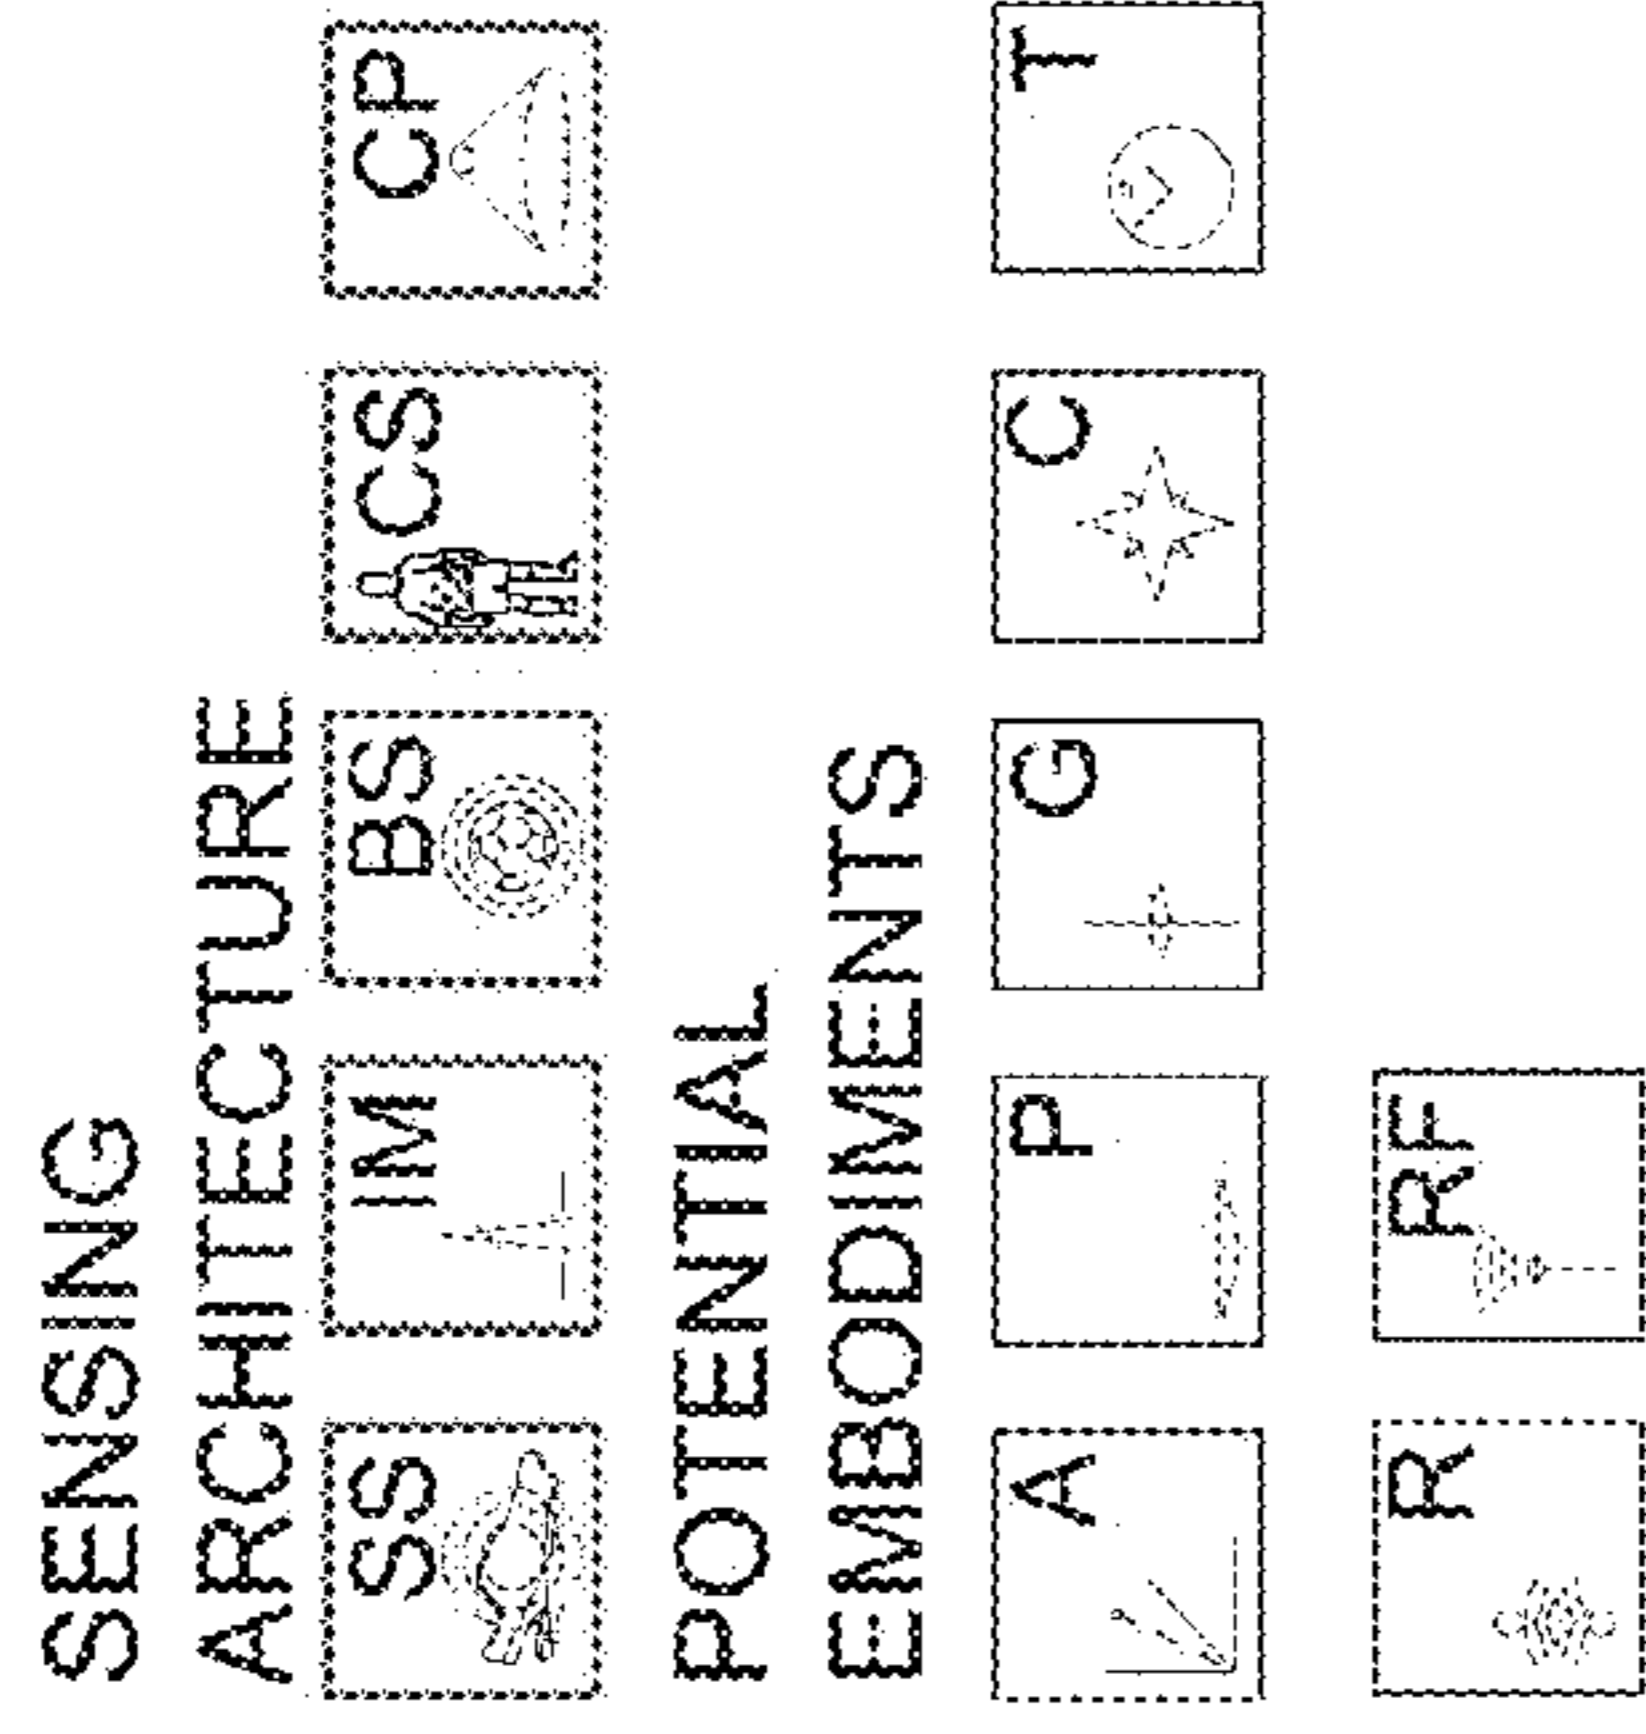 SENSING
ARCHITECTURE
SS IM BS CS CP
POTENTIAL
EMBODIMENTS
A P G C T
R RF